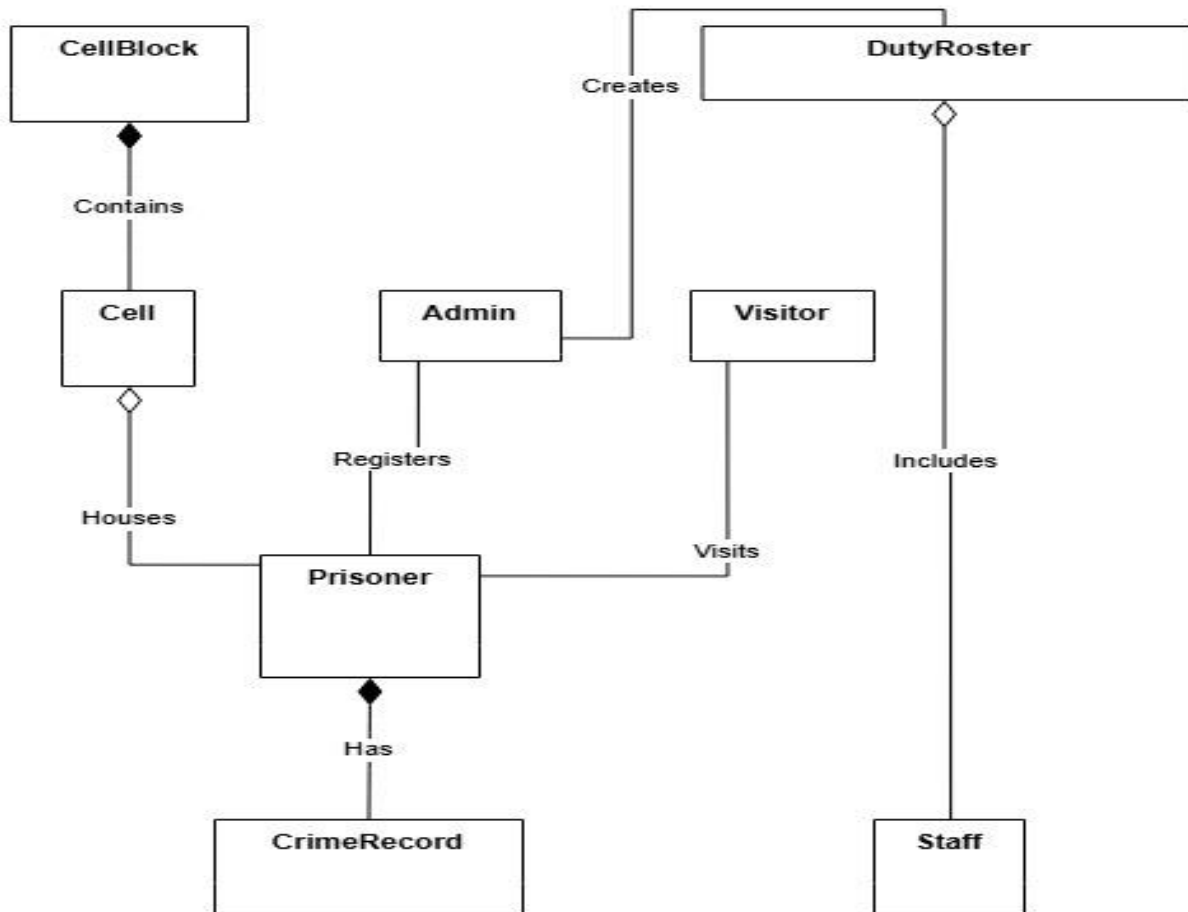 CellBlock
DutyRoster
Creates
Contains
Cell
Admin
Visitor
Registers
Includes
Houses
Visits
Prisoner
Has
CrimeRecord
Staff